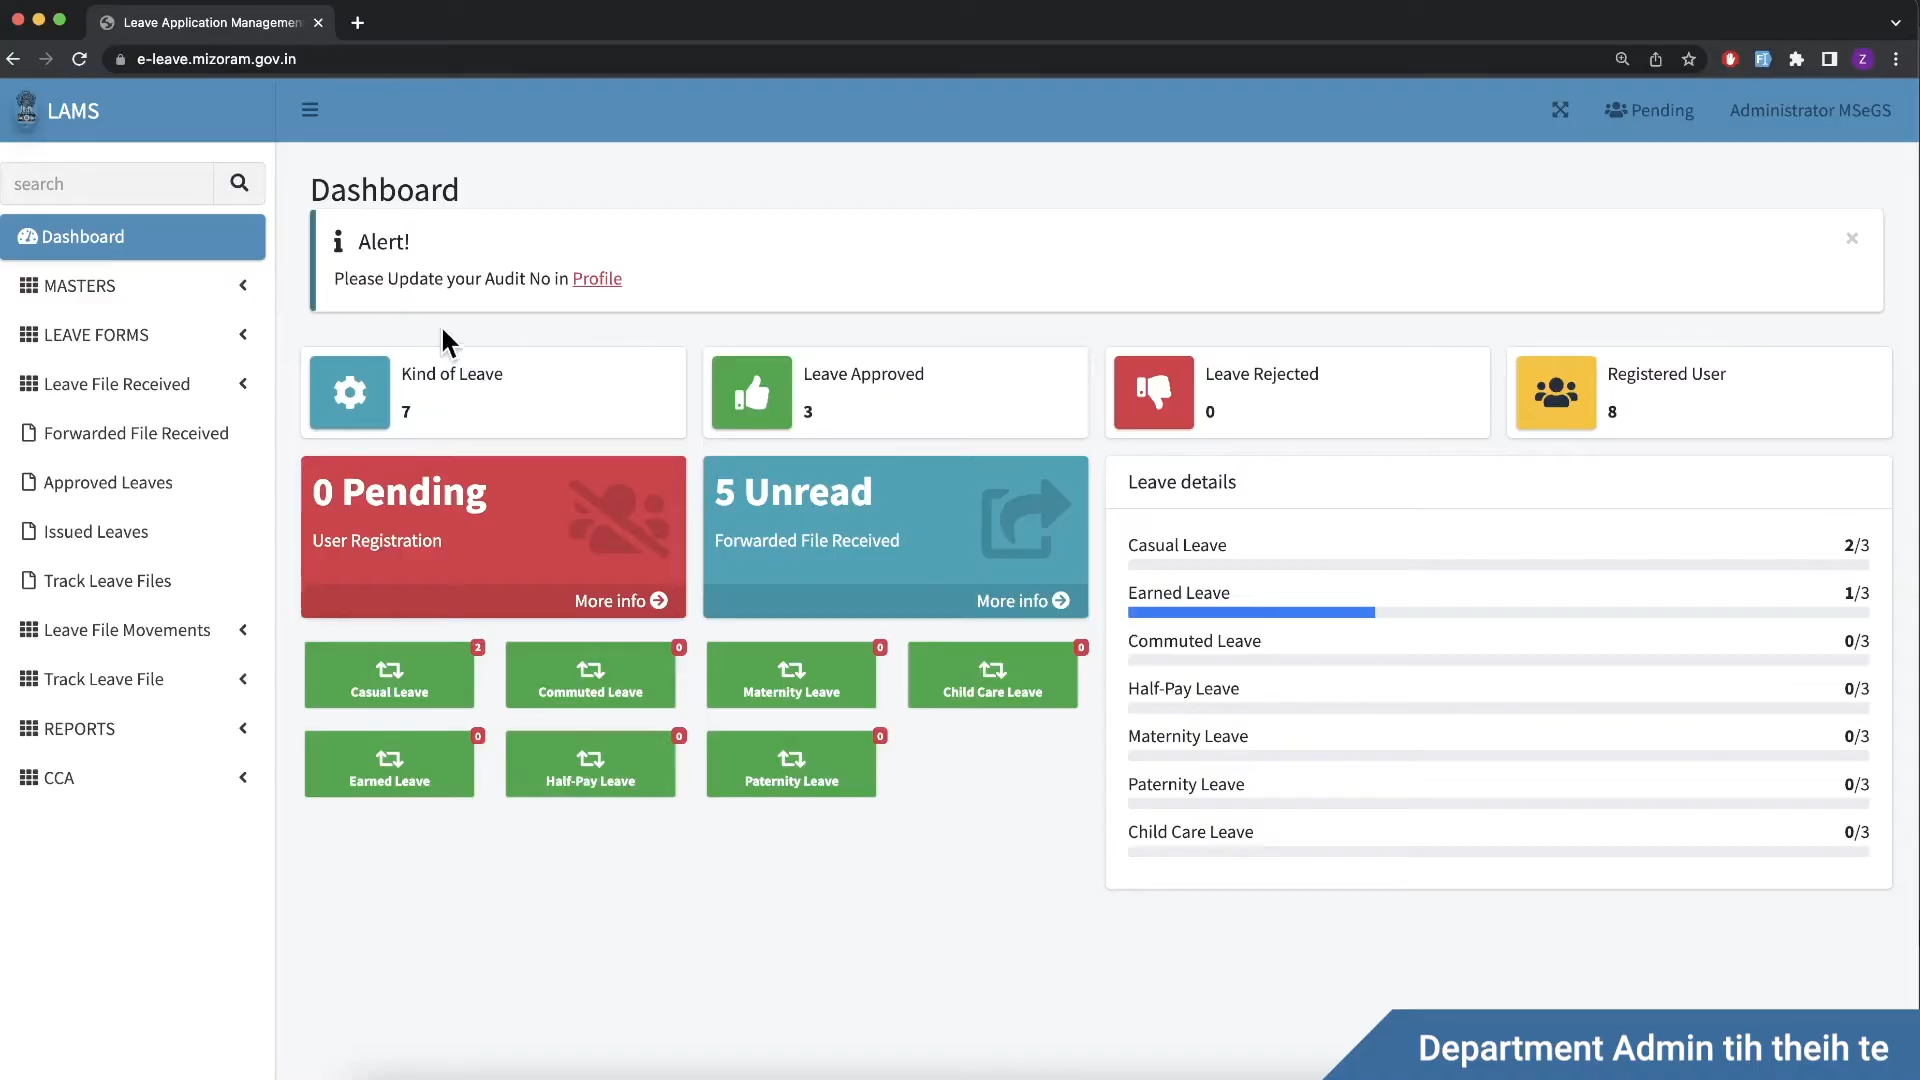 Leave Application Managemen
e-leave.mizoram.gov.in
Z
LAMS
Pending
Administrator MSeGS
search
Dashboard
MASTERS
LEAVE FORMS
Leave File Received
Forwarded File Received
Approved Leaves
Issued Leaves
Track Leave Files
Leave File Movements
Track Leave File
REPORTS
CCA
Dashboard
Alert!
×
Please Update your Audit No in Profile
Kind of Leave
7
Leave Approved
3
Leave Rejected
0
Registered User
8
0 Pending
User Registration
More info
5 Unread
Forwarded File Received
More info
2
Casual Leave
0
Commuted Leave
0
Maternity Leave
0
Child Care Leave
0
Earned Leave
0
Half-Pay Leave
0
Paternity Leave
Leave details
Casual Leave 2/3
Earned Leave 1/3
Commuted Leave 0/3
Half-Pay Leave 0/3
Maternity Leave 0/3
Paternity Leave 0/3
Child Care Leave 0/3
Department Admin tih theih te